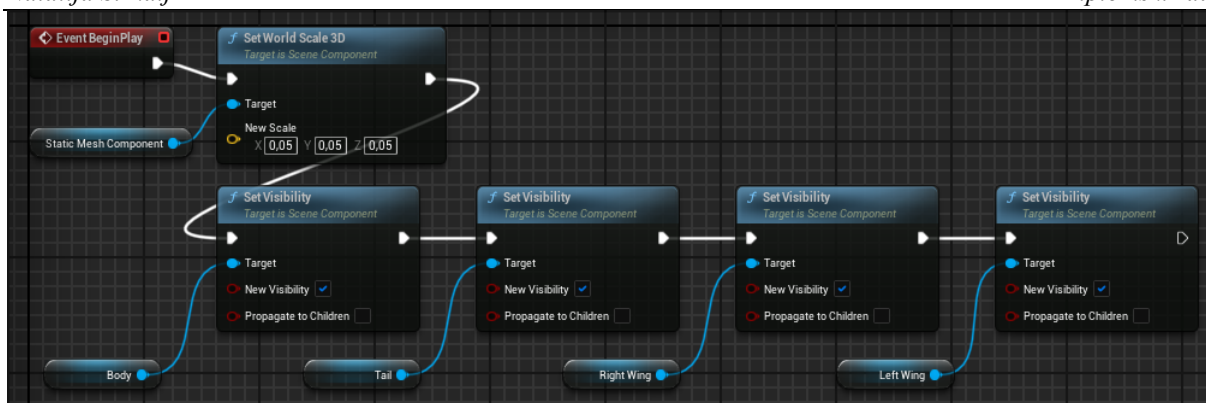 Event BeginPlay
Set World Scale 3D
Target is Scene Component
Target
Static Mesh Component
New Scale
X 0,05 Y 0,05 Z 0,05
Set Visibility
Target is Scene Component
Target
New Visibility
Propagate to Children
Body
Set Visibility
Target is Scene Component
Target
New Visibility
Propagate to Children
Tail
Set Visibility
Target is Scene Component
Target
New Visibility
Propagate to Children
Right Wing
Set Visibility
Target is Scene Component
Target
New Visibility
Propagate to Children
Left Wing